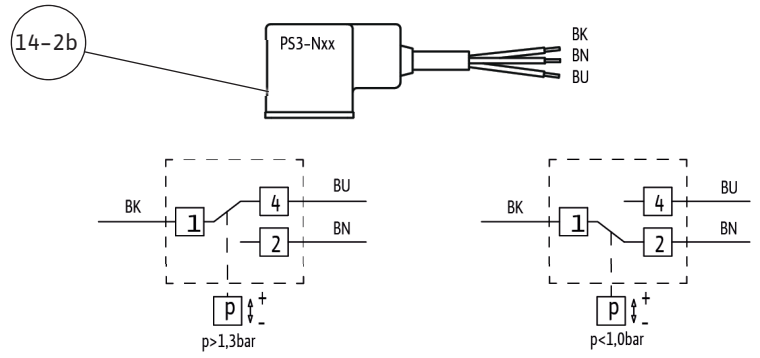 14-2b
PS3-Nxx
BK
BN
BU
BK
1
4
BU
2
BN
p
+
-
p>1,3bar
BK
1
4
BU
2
BN
p
+
-
p<1,0bar